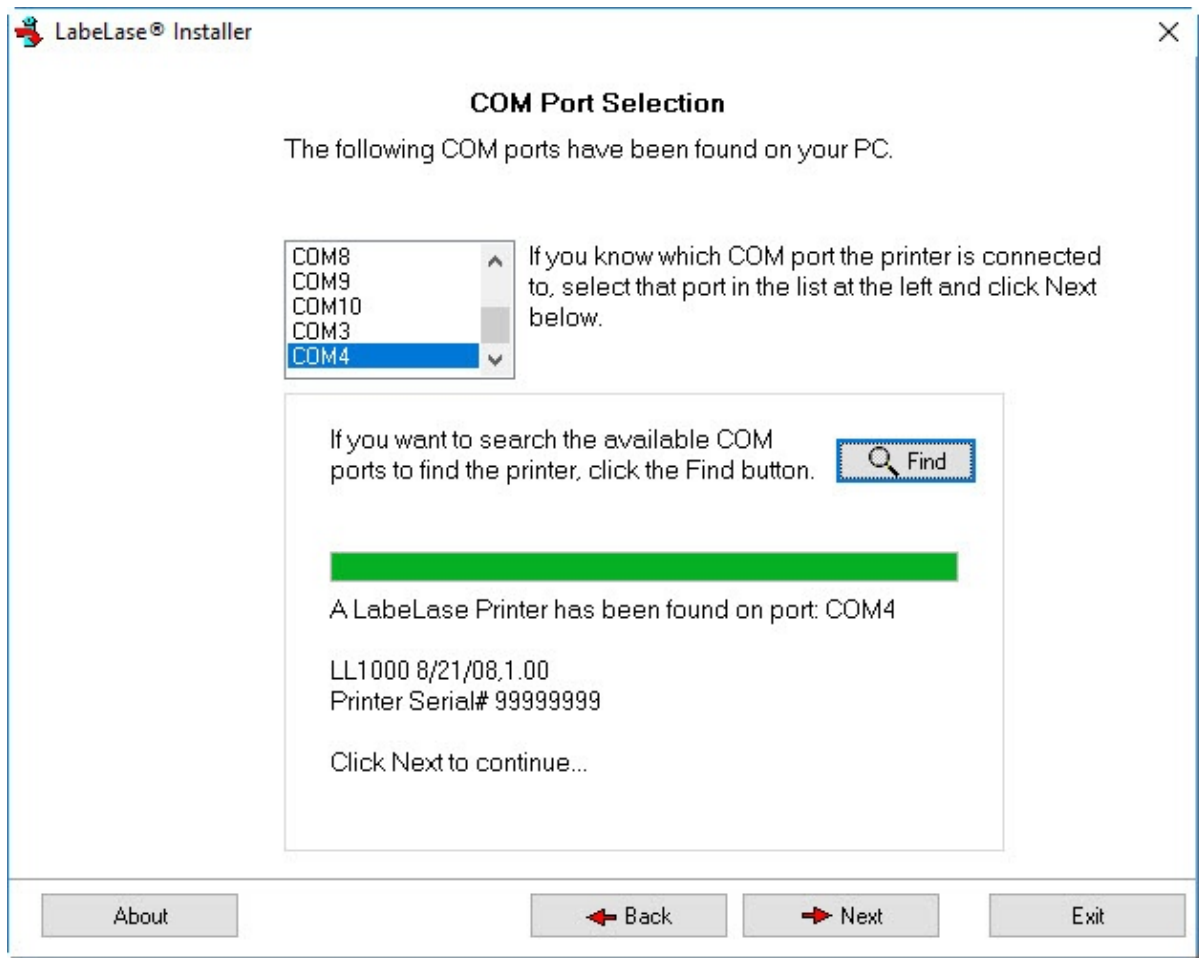 LabeLase® Installer
COM Port Selection
The following COM ports have been found on your PC.
COM8
COM9
COM10
COM3
COM4
If you know which COM port the printer is connected
to, select that port in the list at the left and click Next
below.
If you want to search the available COM
ports to find the printer, click the Find button.
Find
A LabeLase Printer has been found on port: COM4
LL1000 8/21/08,1.00
Printer Serial# 99999999
Click Next to continue...
About
Back
Next
Exit